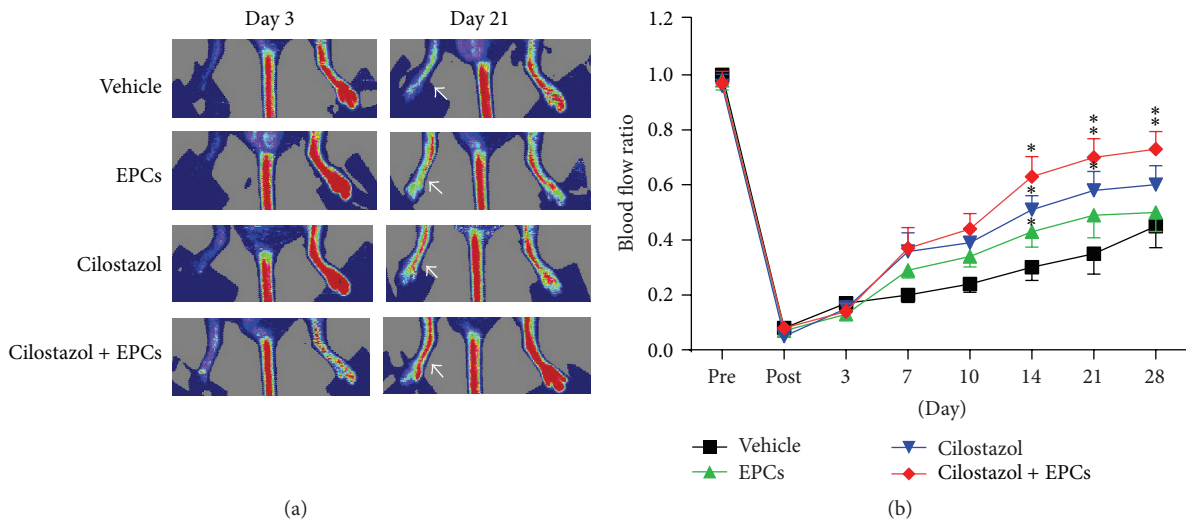 Day 3
Day 21
Vehicle
EPCs
Cilostazol
Cilostazol + EPCs
(a)
Blood flow ratio
1.2
1.0
0.8
0.6
0.4
0.2
0.0
*
*
*
*
*
*
*
*
Pre Post 3 7 10 14 21 28
(Day)
Vehicle
EPCs
Cilostazol
Cilostazol + EPCs
(b)